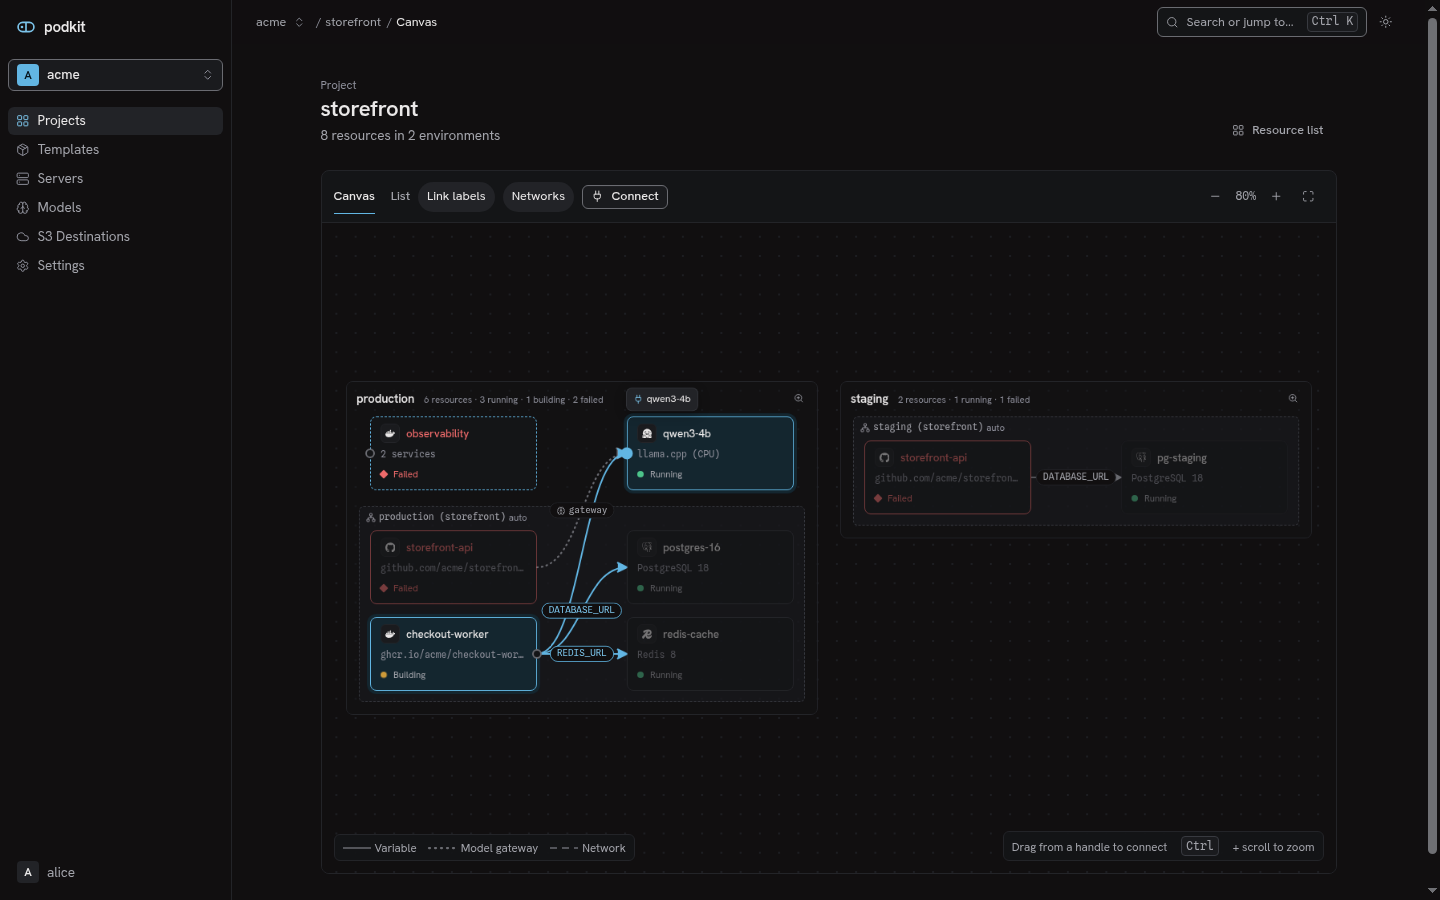 podkit
acme
Projects
Templates
Servers
Models
S3 Destinations
Settings
A alice
acme / storefront / Canvas
Search or jump to... Ctrl K
Project
storefront
8 resources in 2 environments
Resource list
Canvas List Link labels Networks Connect
80%
production 6 resources · 3 running · 1 building · 2 failed
qwen3-4b
observability
2 services
Failed
qwen3-4b
llama.cpp (CPU)
Running
gateway
production (storefront) auto
storefront-api
github.com/acme/storefron…
Failed
postgres-16
PostgreSQL 18
Running
DATABASE_URL
checkout-worker
ghcr.io/acme/checkout-wor…
Building
REDIS_URL
redis-cache
Redis 8
Running
staging 2 resources · 1 running · 1 failed
staging (storefront) auto
storefront-api
github.com/acme/storefron…
Failed
DATABASE_URL
pg-staging
PostgreSQL 18
Running
Variable Model gateway Network
Drag from a handle to connect Ctrl + scroll to zoom